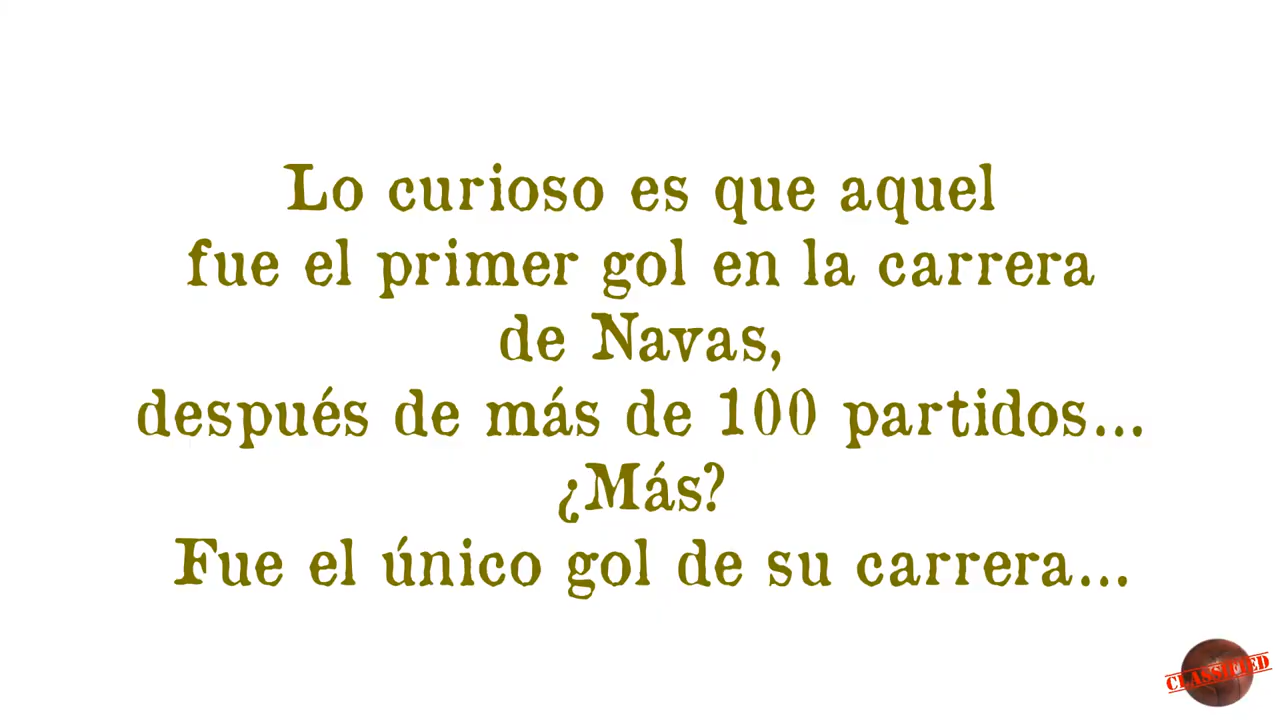 Lo curioso es que aquel
fue el primer gol en la carrera
de Navas,
después de más de 100 partidos...
¿Más?
Fue el único gol de su carrera...
CLASSIFIED